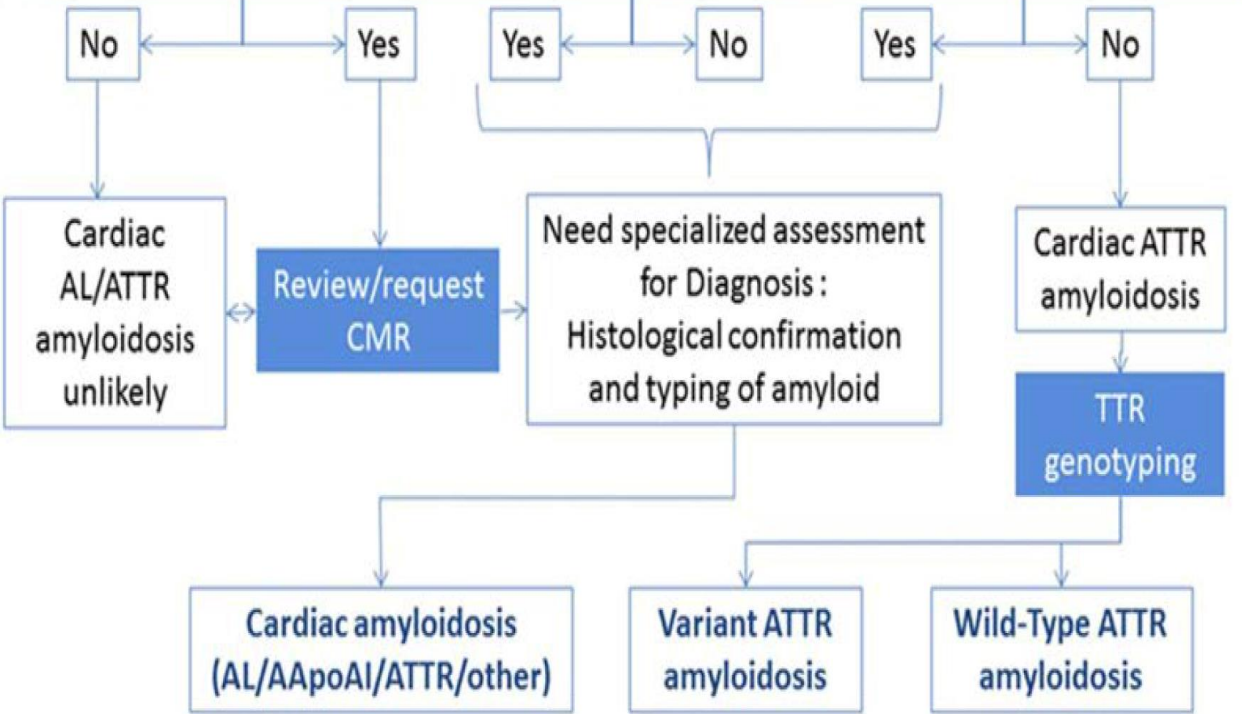 No
Yes
Yes
No
Yes
No
Cardiac
AL/ATTR
amyloidosis
unlikely
Review/request
CMR
Need specialized assessment
for Diagnosis :
Histological confirmation
and typing of amyloid
Cardiac ATTR
amyloidosis
TTR
genotyping
Cardiac amyloidosis
(AL/AApoAI/ATTR/other)
Variant ATTR
amyloidosis
Wild-Type ATTR
amyloidosis